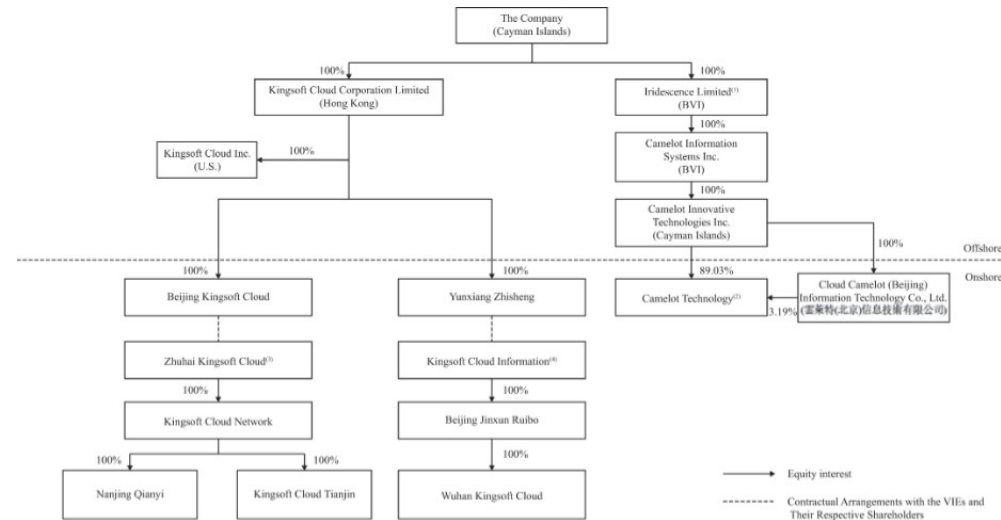 The Company
(Cayman Islands)
100%
100%
Kingsoft Cloud Corporation Limited
(Hong Kong)
Iridescence Limited⁽¹⁾
(BVI)
100%
Kingsoft Cloud Inc.
(U.S.)
100%
Camelot Information
Systems Inc.
(BVI)
100%
Camelot Innovative
Technologies Inc.
(Cayman Islands)
100%
Offshore
Onshore
100%
100%
89.03%
Beijing Kingsoft Cloud
Yunxiang Zhisheng
Camelot Technology⁽²⁾
3.19%
Cloud Camelot (Beijing)
Information Technology Co., Ltd.
(雲萊特(北京)信息技術有限公司)
Zhuhai Kingsoft Cloud⁽³⁾
Kingsoft Cloud Information⁽⁴⁾
100%
100%
Kingsoft Cloud Network
Beijing Jinxun Ruibo
100%
100%
100%
Nanjing Qianyi
Kingsoft Cloud Tianjin
Wuhan Kingsoft Cloud
Equity interest
Contractual Arrangements with the VIEs and
Their Respective Shareholders